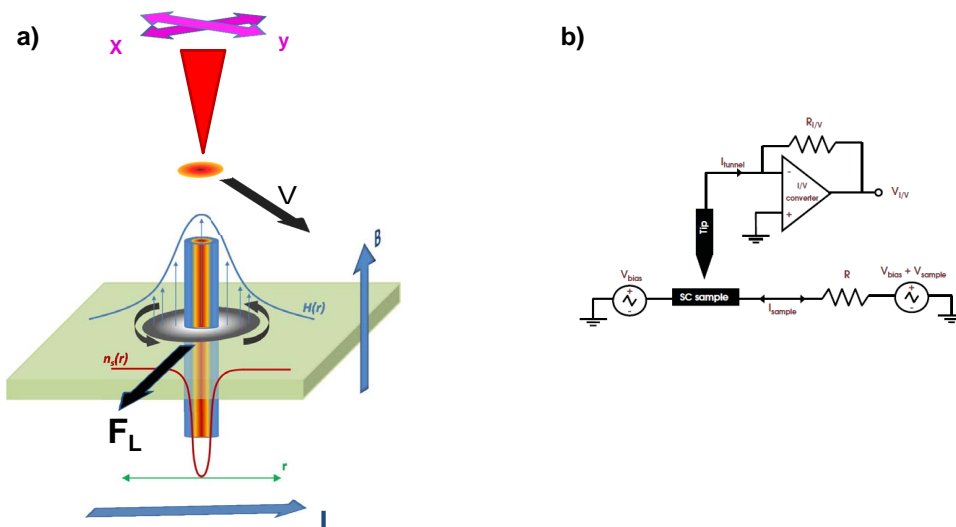 a)
X
y
V
B
H(r)
n_s(r)
F_L
r
I
b)
R_I/V
I_tunnel
-
I/V
converter
+
V_I/V
Tip
V_bias
+
-
SC sample
I_sample
R
V_bias + V_sample
+
-